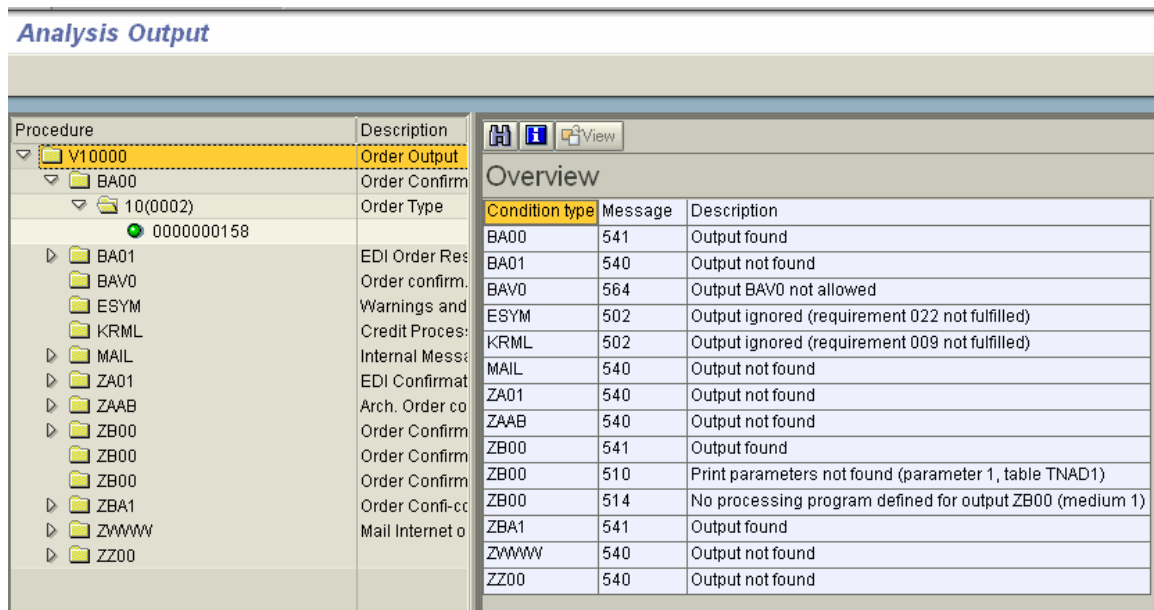 Analysis Output
Procedure Description
V10000 Order Output
BA00 Order Confirm
10(0002) Order Type
0000000158
BA01 EDI Order Res
BAV0 Order confirm.
ESYM Warnings and
KRML Credit Proces
MAIL Internal Messa
ZA01 EDI Confirmat
ZAAB Arch. Order co
ZB00 Order Confirm
ZB00 Order Confirm
ZB00 Order Confirm
ZBA1 Order Confi-co
ZWWW Mail Internet o
ZZ00
View
Overview
Condition type Message Description
BA00 541 Output found
BA01 540 Output not found
BAV0 564 Output BAV0 not allowed
ESYM 502 Output ignored (requirement 022 not fulfilled)
KRML 502 Output ignored (requirement 009 not fulfilled)
MAIL 540 Output not found
ZA01 540 Output not found
ZAAB 540 Output not found
ZB00 541 Output found
ZB00 510 Print parameters not found (parameter 1, table TNAD1)
ZB00 514 No processing program defined for output ZB00 (medium 1)
ZBA1 541 Output found
ZWWW 540 Output not found
ZZ00 540 Output not found